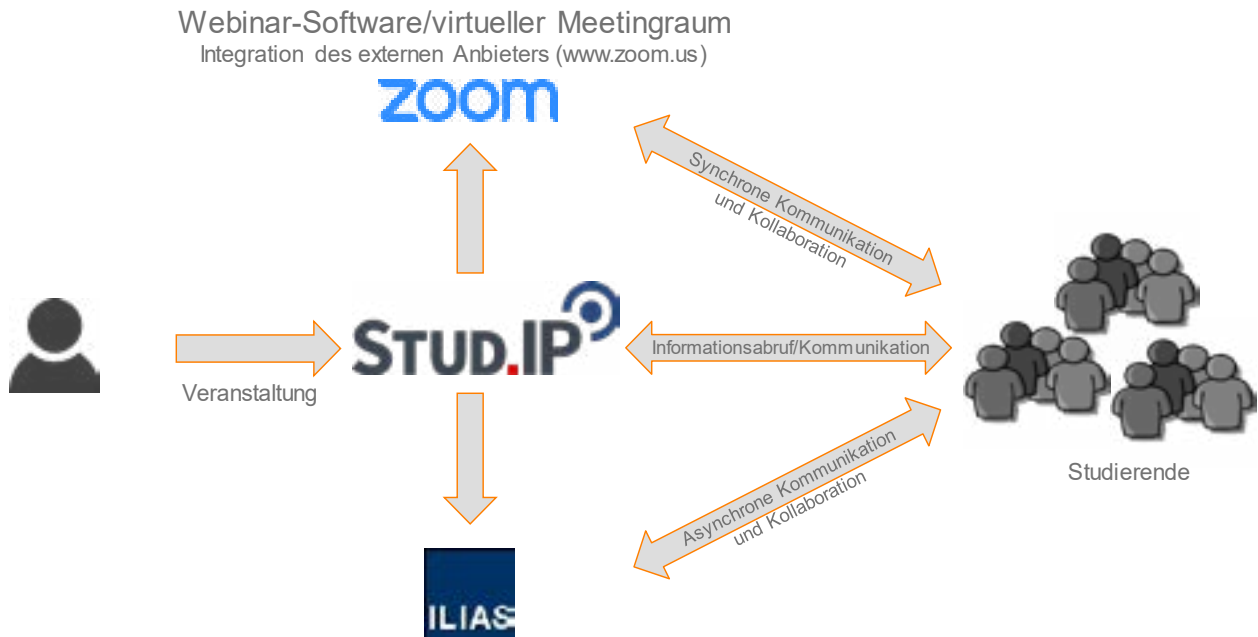 Webinar-Software/virtueller Meetingraum
Integration des externen Anbieters (www.zoom.us)
zoom
Synchrone Kommunikation
und Kollaboration
STUD.IP
Informationsabruf/Kommunikation
Veranstaltung
Studierende
Asynchrone Kommunikation
und Kollaboration
ILIAS